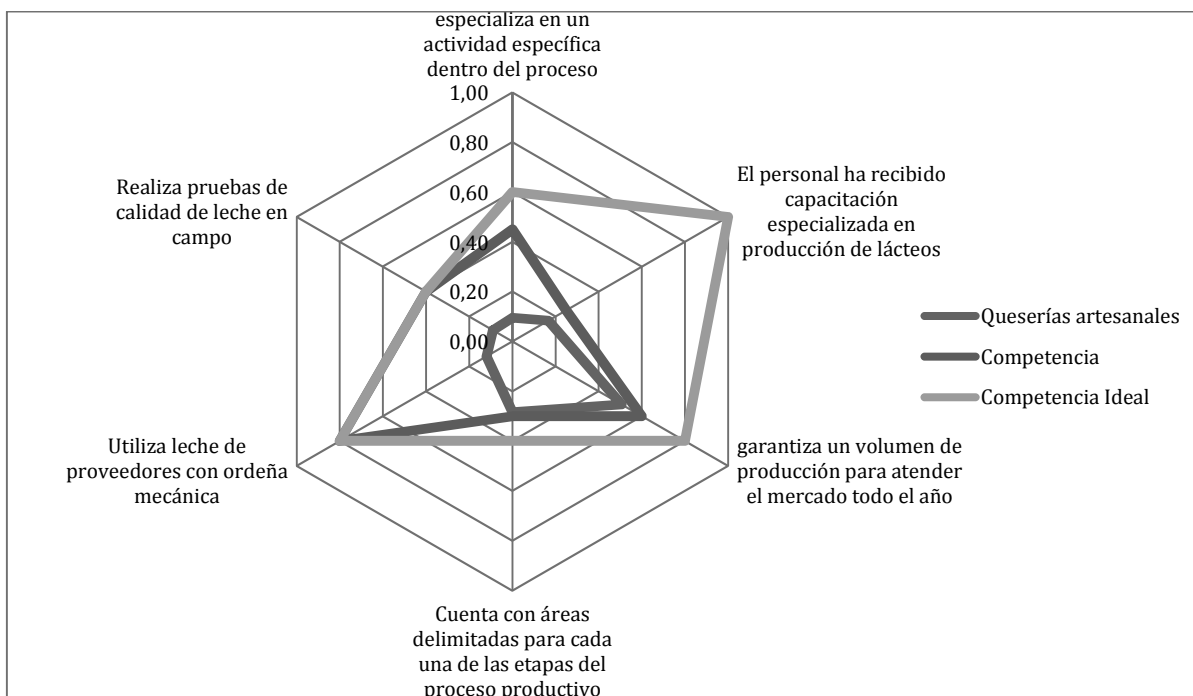 especializa en un
actividad específica
dentro del proceso
1,00
0,80
0,60
0,40
0,20
0,00
El personal ha recibido
capacitación
especializada en
producción de lácteos
garantiza un volumen de
producción para atender
el mercado todo el año
Cuenta con áreas
delimitadas para cada
una de las etapas del
proceso productivo
Utiliza leche de
proveedores con ordeña
mecánica
Realiza pruebas de
calidad de leche en
campo
Queserías artesanales
Competencia
Competencia Ideal